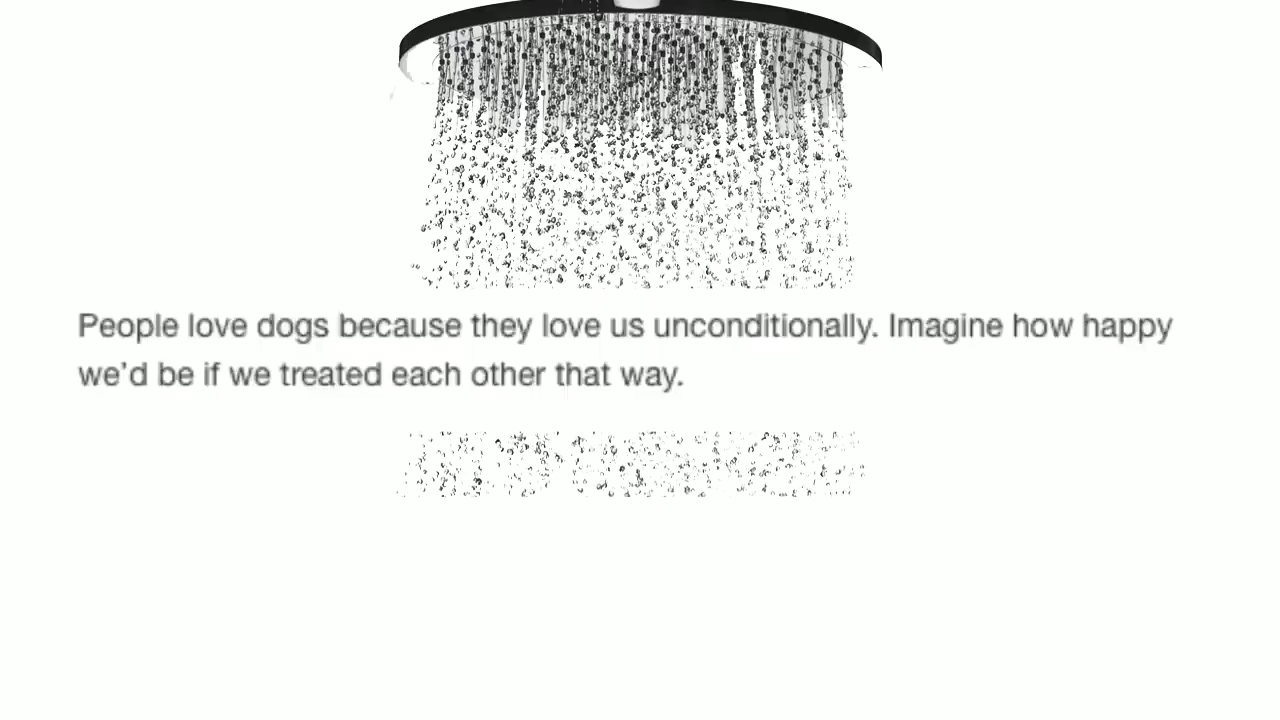 People love dogs because they love us unconditionally. Imagine how happy
we’d be if we treated each other that way.